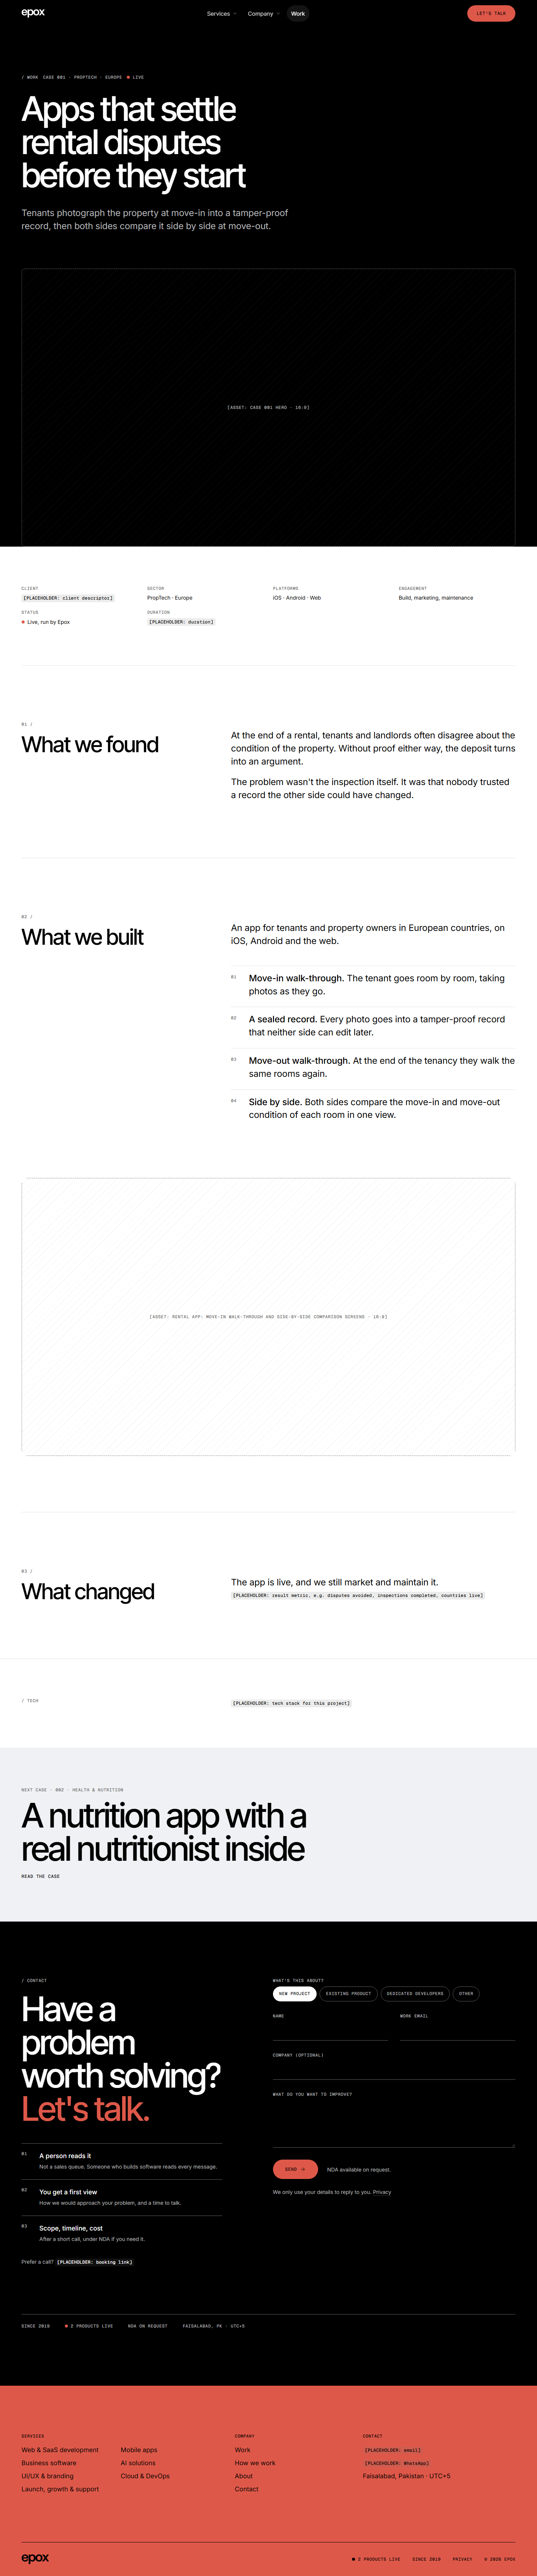 epox
Services
Company
Work
LET'S TALK
/ WORK CASE 001 · PROPTECH · EUROPE LIVE
Apps that settle
rental disputes
before they start
Tenants photograph the property at move-in into a tamper-proof
record, then both sides compare it side by side at move-out.
[ASSET: CASE 001 HERO · 16:9]
CLIENT
[PLACEHOLDER: client descriptor]
SECTOR
PropTech · Europe
PLATFORMS
iOS · Android · Web
ENGAGEMENT
Build, marketing, maintenance
STATUS
Live, run by Epox
DURATION
[PLACEHOLDER: duration]
01 /
What we found
At the end of a rental, tenants and landlords often disagree about the
condition of the property. Without proof either way, the deposit turns
into an argument.
The problem wasn't the inspection itself. It was that nobody trusted
a record the other side could have changed.
02 /
What we built
An app for tenants and property owners in European countries, on
iOS, Android and the web.
01 Move-in walk-through. The tenant goes room by room, taking
photos as they go.
02 A sealed record. Every photo goes into a tamper-proof record
that neither side can edit later.
03 Move-out walk-through. At the end of the tenancy they walk the
same rooms again.
04 Side by side. Both sides compare the move-in and move-out
condition of each room in one view.
[ASSET: RENTAL APP: MOVE-IN WALK-THROUGH AND SIDE-BY-SIDE COMPARISON SCREENS · 16:9]
03 /
What changed
The app is live, and we still market and maintain it.
[PLACEHOLDER: result metric, e.g. disputes avoided, inspections completed, countries live]
/ TECH
[PLACEHOLDER: tech stack for this project]
NEXT CASE · 002 · HEALTH & NUTRITION
A nutrition app with a
real nutritionist inside
READ THE CASE
/ CONTACT
Have a
problem
worth solving?
Let's talk.
01 A person reads it
Not a sales queue. Someone who builds software reads every message.
02 You get a first view
How we would approach your problem, and a time to talk.
03 Scope, timeline, cost
After a short call, under NDA if you need it.
Prefer a call? [PLACEHOLDER: booking link]
WHAT'S THIS ABOUT?
NEW PROJECT
EXISTING PRODUCT
DEDICATED DEVELOPERS
OTHER
NAME
WORK EMAIL
COMPANY (OPTIONAL)
WHAT DO YOU WANT TO IMPROVE?
SEND →
NDA available on request.
We only use your details to reply to you. Privacy
SINCE 2019
2 PRODUCTS LIVE
NDA ON REQUEST
FAISALABAD, PK · UTC+5
SERVICES
Web & SaaS development
Business software
UI/UX & branding
Launch, growth & support
Mobile apps
AI solutions
Cloud & DevOps
COMPANY
Work
How we work
About
Contact
CONTACT
[PLACEHOLDER: email]
[PLACEHOLDER: WhatsApp]
Faisalabad, Pakistan · UTC+5
epox
2 PRODUCTS LIVE
SINCE 2019
PRIVACY
© 2026 EPOX